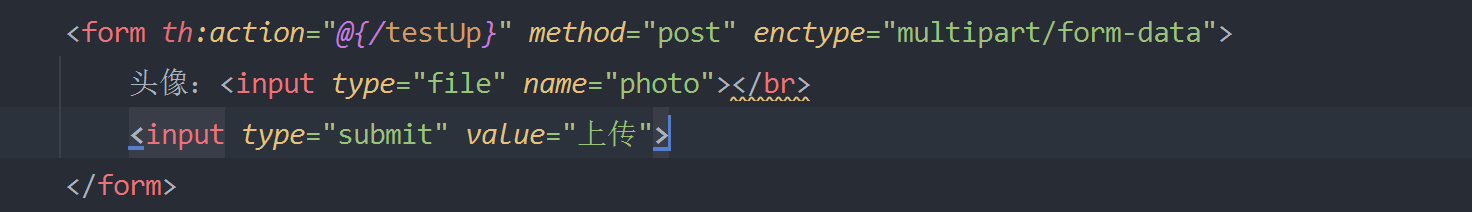 <form th:action="@{/testUp}" method="post" enctype="multipart/form-data">
头像：<input type="file" name="photo"></br>
<input type="submit" value="上传">
</form>